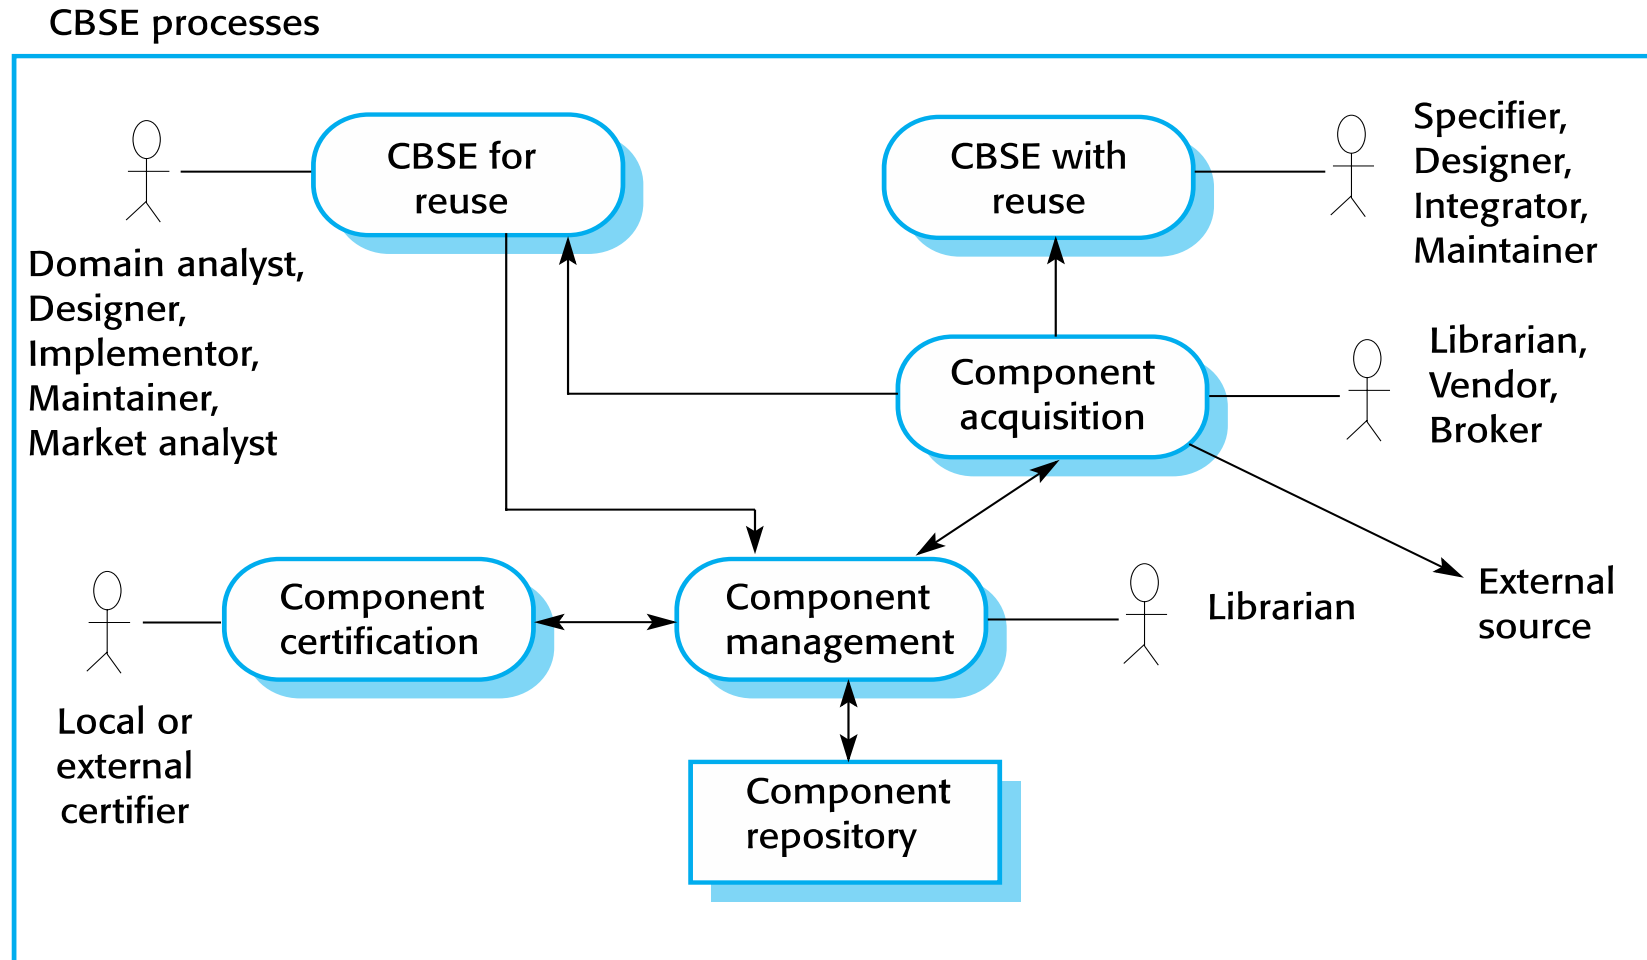 CBSE processes
CBSE for
reuse
CBSE with
reuse
Specifier,
Designer,
Integrator,
Maintainer
Domain analyst,
Designer,
Implementor,
Maintainer,
Market analyst
Component
acquisition
Librarian,
Vendor,
Broker
Component
certification
Component
management
Librarian
External
source
Local or
external
certifier
Component
repository